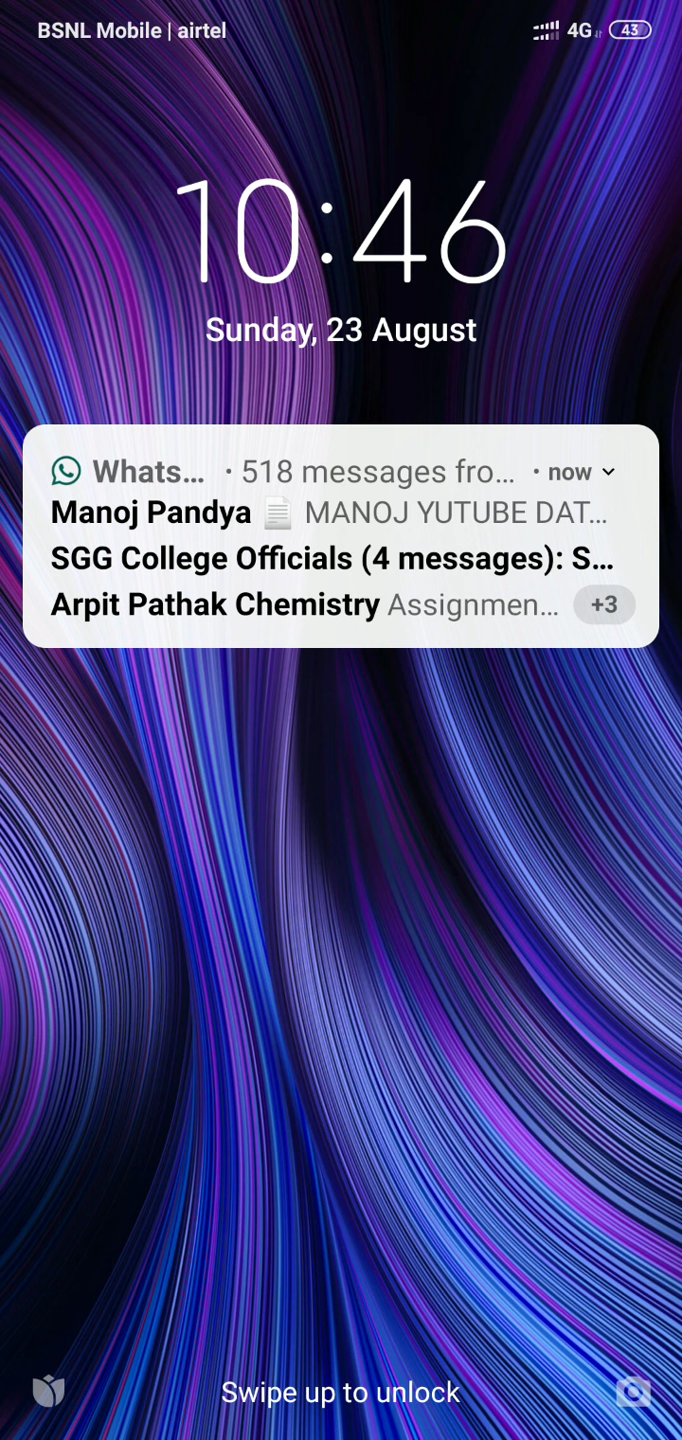 BSNL Mobile | airtel 4G 43
10:46
Sunday, 23 August
Whats... · 518 messages fro... · now
Manoj Pandya MANOJ YUTUBE DAT...
SGG College Officials (4 messages): S...
Arpit Pathak Chemistry Assignmen... +3
Swipe up to unlock